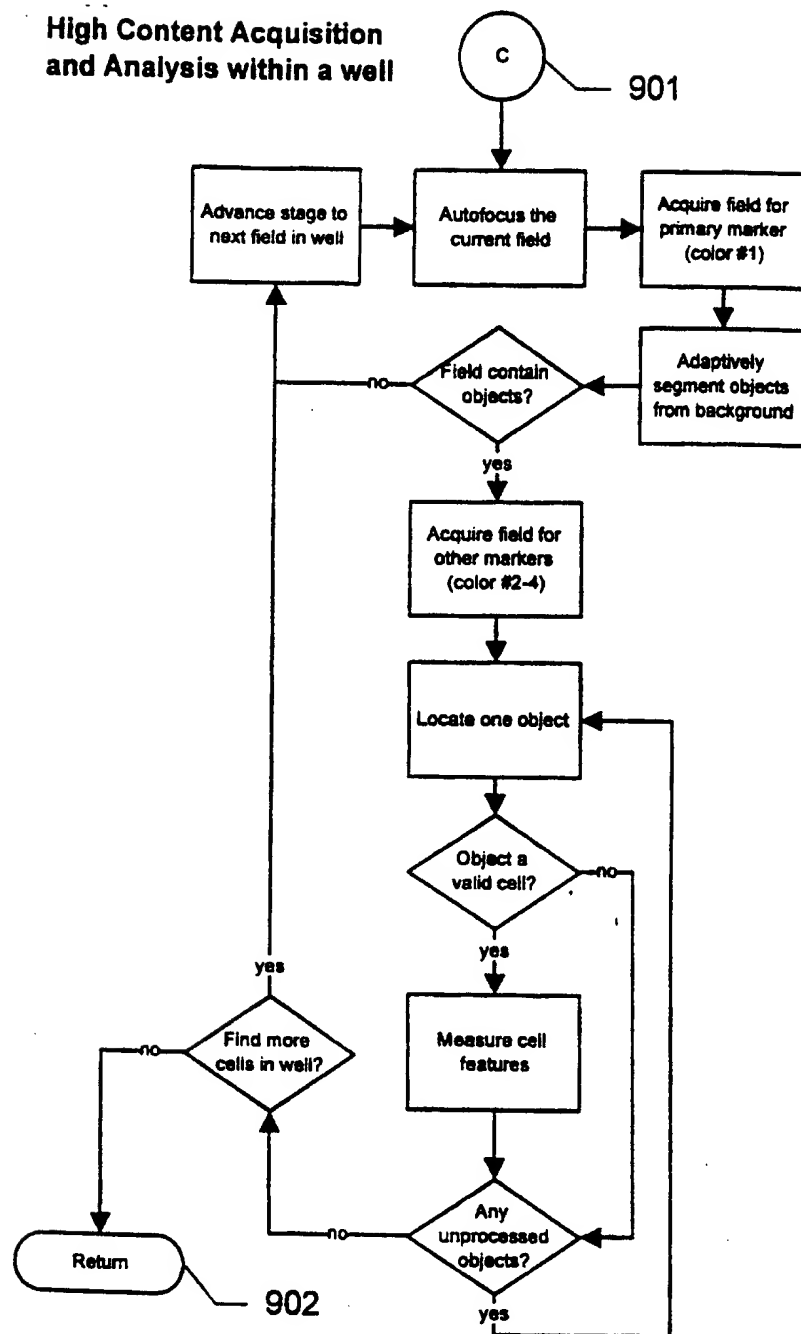 High Content Acquisition
and Analysis within a well
C
901
Advance stage to
next field in well
Autofocus the
current field
Acquire field for
primary marker
(color #1)
Field contain
objects?
no
Adaptively
segment objects
from background
yes
Acquire field for
other markers
(color #2-4)
Locate one object
Object a
valid cell?
no
yes
yes
Measure cell
features
Find more
cells in well?
no
Any
unprocessed
objects?
no
yes
Return
902